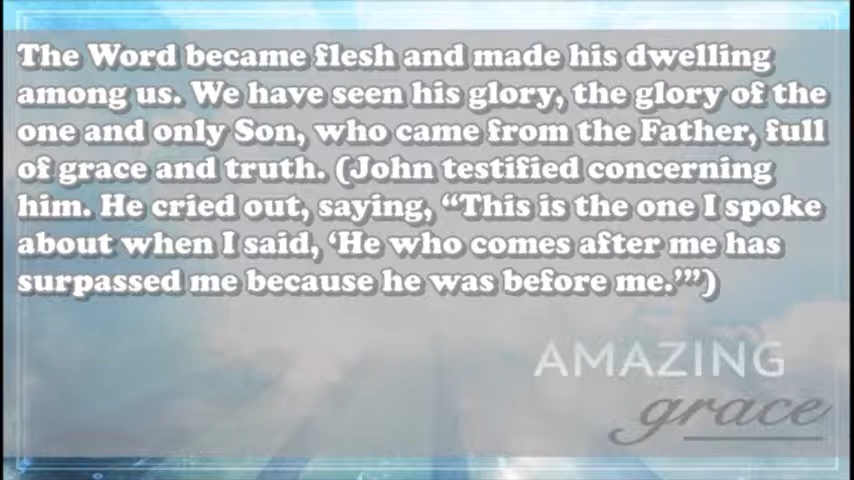 The Word became flesh and made his dwelling
among us. We have seen his glory, the glory of the
one and only Son, who came from the Father, full
of grace and truth. (John testified concerning
him. He cried out, saying, “This is the one I spoke
about when I said, ‘He who comes after me has
surpassed me because he was before me.’”)
AMAZING
grace